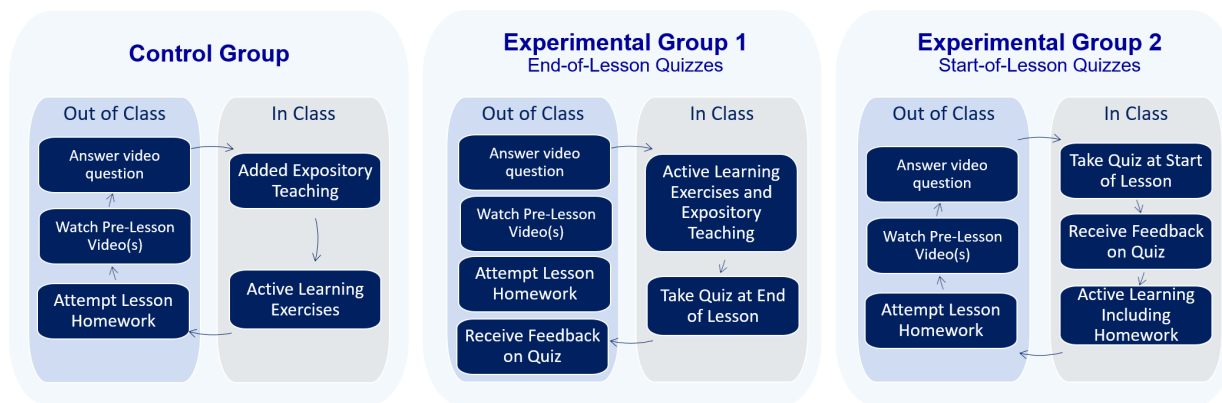 Control Group
Out of Class
Answer video
question
Watch Pre-Lesson
Video(s)
Attempt Lesson
Homework
In Class
Added Expository
Teaching
Active Learning
Exercises
Experimental Group 1
End-of-Lesson Quizzes
Out of Class
Answer video
question
Watch Pre-Lesson
Video(s)
Attempt Lesson
Homework
Receive Feedback
on Quiz
In Class
Active Learning
Exercises and
Expository
Teaching
Take Quiz at End
of Lesson
Experimental Group 2
Start-of-Lesson Quizzes
Out of Class
Answer video
question
Watch Pre-Lesson
Video(s)
Attempt Lesson
Homework
In Class
Take Quiz at Start
of Lesson
Receive Feedback
on Quiz
Active Learning
Including
Homework